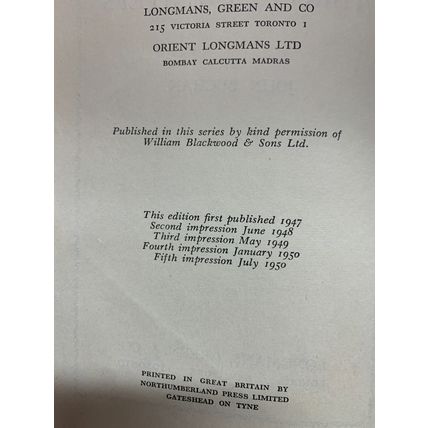 LONGMANS, GREEN AND CO
215 VICTORIA STREET TORONTO 1
ORIENT LONGMANS LTD
BOMBAY CALCUTTA MADRAS
Published in this series by kind permission of
William Blackwood & Sons Ltd.
This edition first published 1947
Second impression June 1948
Third impression May 1949
Fourth impression January 1950
Fifth impression July 1950
PRINTED IN GREAT BRITAIN BY
NORTHUMBERLAND PRESS LIMITED
GATESHEAD ON TYNE